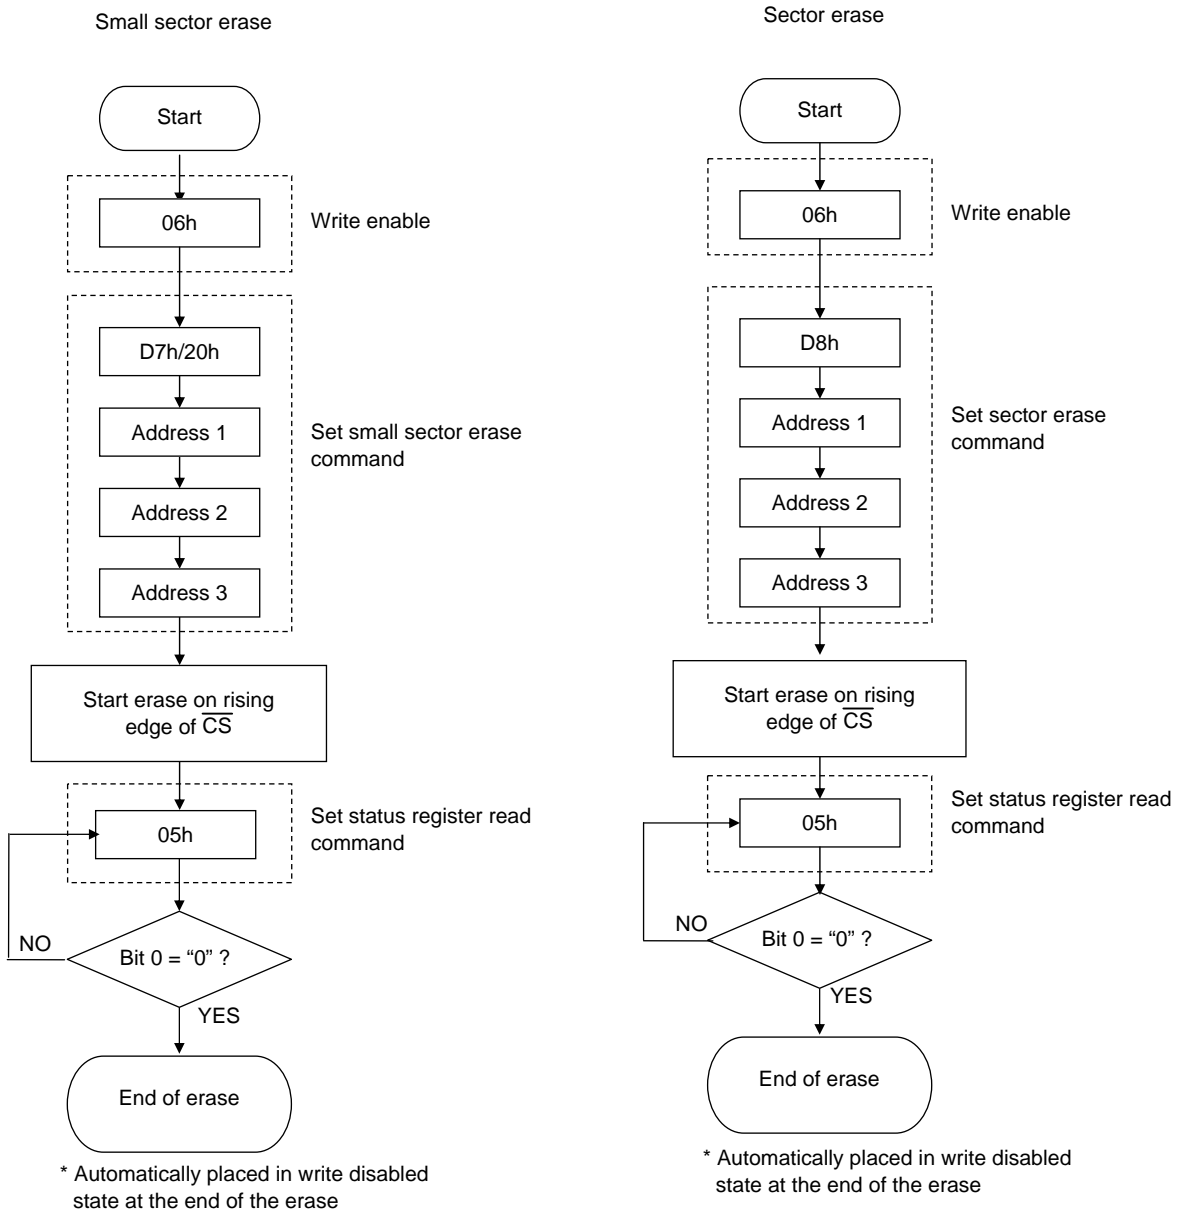 Small sector erase
Start
06h
Write enable
D7h/20h
Address 1
Address 2
Address 3
Set small sector erase
command
Start erase on rising
edge of CS
05h
Set status register read
command
NO
Bit 0 = “0” ?
YES
End of erase
* Automatically placed in write disabled
state at the end of the erase
Sector erase
Start
06h
Write enable
D8h
Address 1
Address 2
Address 3
Set sector erase
command
Start erase on rising
edge of CS
05h
Set status register read
command
NO
Bit 0 = “0” ?
YES
End of erase
* Automatically placed in write disabled
state at the end of the erase